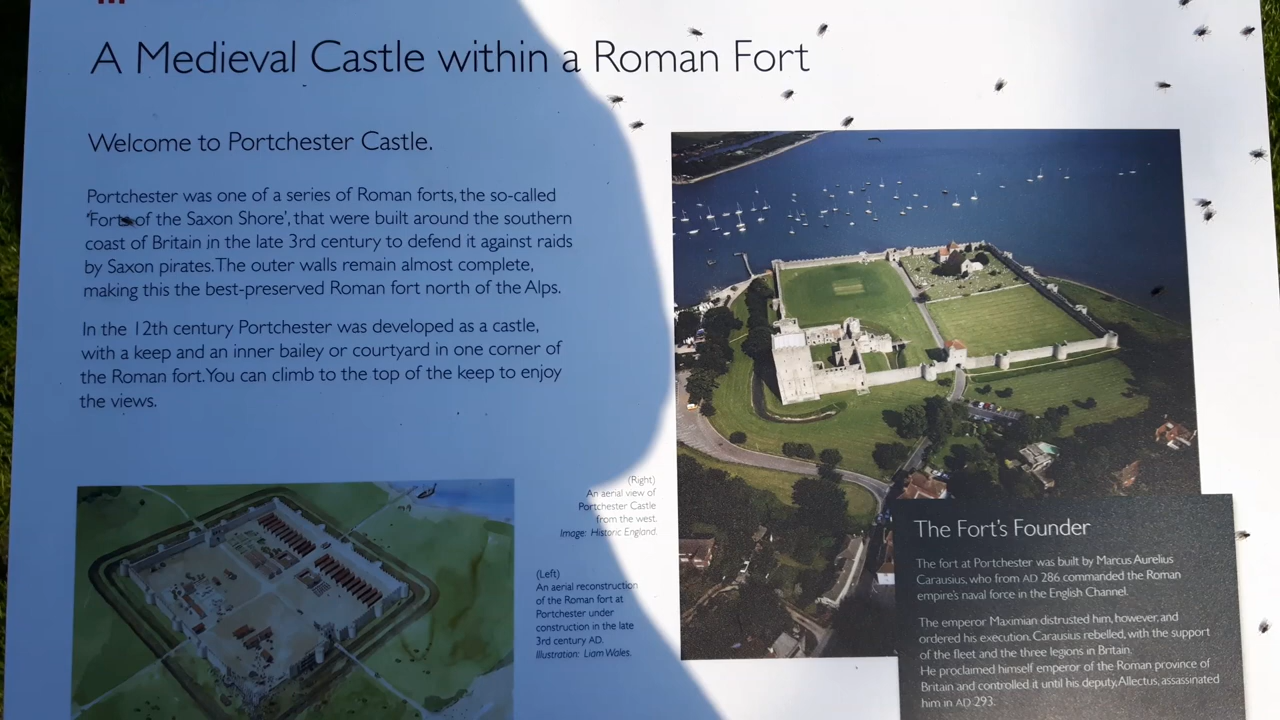 A Medieval Castle within a Roman Fort
Welcome to Portchester Castle.
Portchester was one of a series of Roman forts, the so-called
'Forts of the Saxon Shore', that were built around the southern
coast of Britain in the late 3rd century to defend it against raids
by Saxon pirates. The outer walls remain almost complete,
making this the best-preserved Roman fort north of the Alps.
In the 12th century Portchester was developed as a castle,
with a keep and an inner bailey or courtyard in one corner of
the Roman fort. You can climb to the top of the keep to enjoy
the views.
(Right)
An aerial view of
Portchester Castle
from the west.
Image: Historic England.
(Left)
An aerial reconstruction
of the Roman fort at
Portchester under
construction in the late
3rd century AD.
Illustration: Liam Wales.
The Fort's Founder
The fort at Portchester was built by Marcus Aurelius
Carausius, who from AD 286 commanded the Roman
empire's naval force in the English Channel.
The emperor Maximian distrusted him, however, and
ordered his execution. Carausius rebelled, with the support
of the fleet and the three legions in Britain.
He proclaimed himself emperor of the Roman province of
Britain and controlled it until his deputy, Allectus, assassinated
him in AD 293.